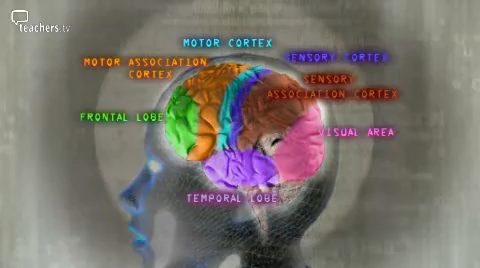 teachers.tv
MOTOR CORTEX
MOTOR ASSOCIATION
CORTEX
SENSORY CORTEX
SENSORY
ASSOCIATION CORTEX
FRONTAL LOBE
VISUAL AREA
TEMPORAL LOBE